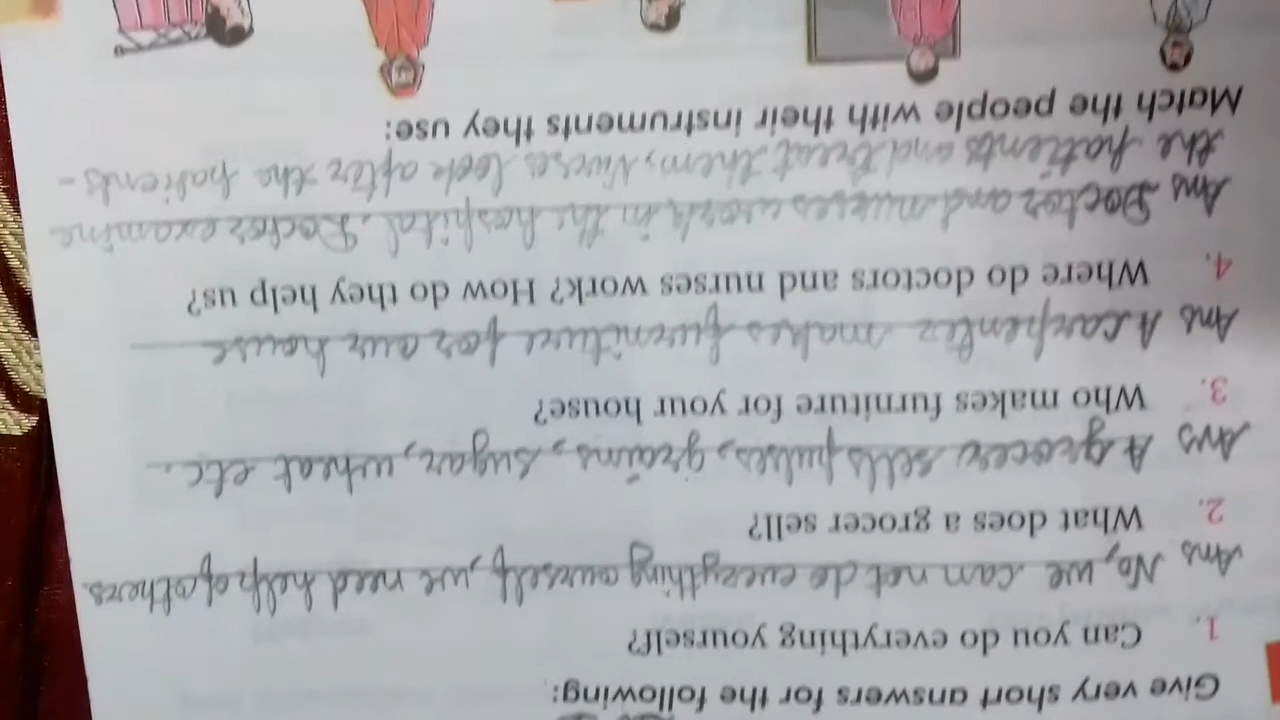 Give very short answers for the following:
1. Can you do everything yourself?
Ans No, we can not do everything ourself, we need help of others.
2. What does a grocer sell?
Ans A grocer sells pulses, grains, sugar, wheat etc.
3. Who makes furniture for your house?
Ans A carpenter makes furniture for our house
4. Where do doctors and nurses work? How do they help us?
Ans Doctor and nurses work in the hospital. Doctor examine
the patients and treat them, Nurses look after the patients-
Match the people with their instruments they use: